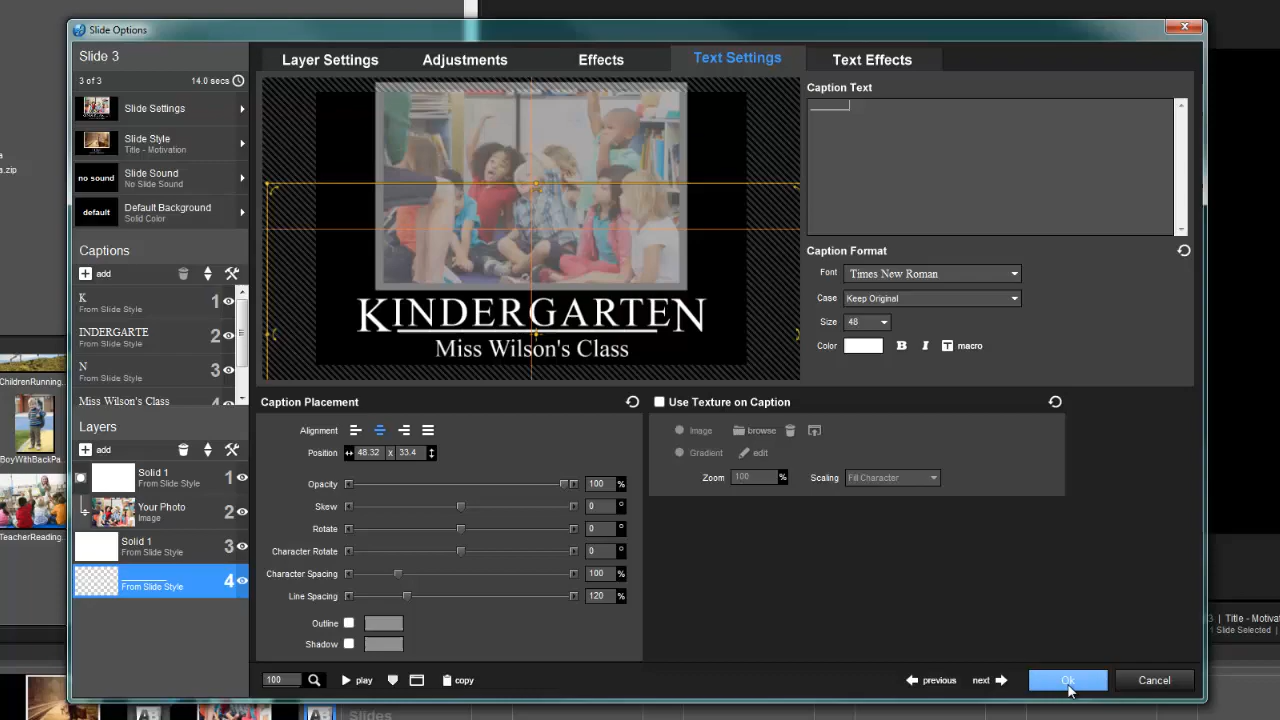 Slide Options
Slide 3
3 of 3
14.0 secs
Slide Settings
Slide Style
Title - Motivation
no sound
Slide Sound
No Slide Sound
default
Default Background
Solid Color
Captions
add
K
From Slide Style
1
INDERGARTE
From Slide Style
2
N
From Slide Style
3
Miss Wilson's Class
Layers
add
Solid 1
From Slide Style
1
Your Photo
Image
2
Solid 1
From Slide Style
3
_________
From Slide Style
4
Layer Settings
Adjustments
Effects
Text Settings
Text Effects
KINDERGARTEN
Miss Wilson's Class
Caption Text
________
Caption Format
Font
Times New Roman
Case
Keep Original
Size
48
Color
B
I
T
macro
Caption Placement
Alignment
Position
48.32
X
33.4
Opacity
100
%
Skew
0
°
Rotate
0
°
Character Rotate
0
°
Character Spacing
100
%
Line Spacing
120
%
Outline
Shadow
Use Texture on Caption
Image
browse
Gradient
edit
Zoom
100
%
Scaling
Fill Character
100
play
copy
previous
next
Ok
Cancel
a
a.zip
ChildrenRunning...
BoyWithBackPa...
TeacherReading...
3 | Title - Motiva
1 Slide Selected
Slides